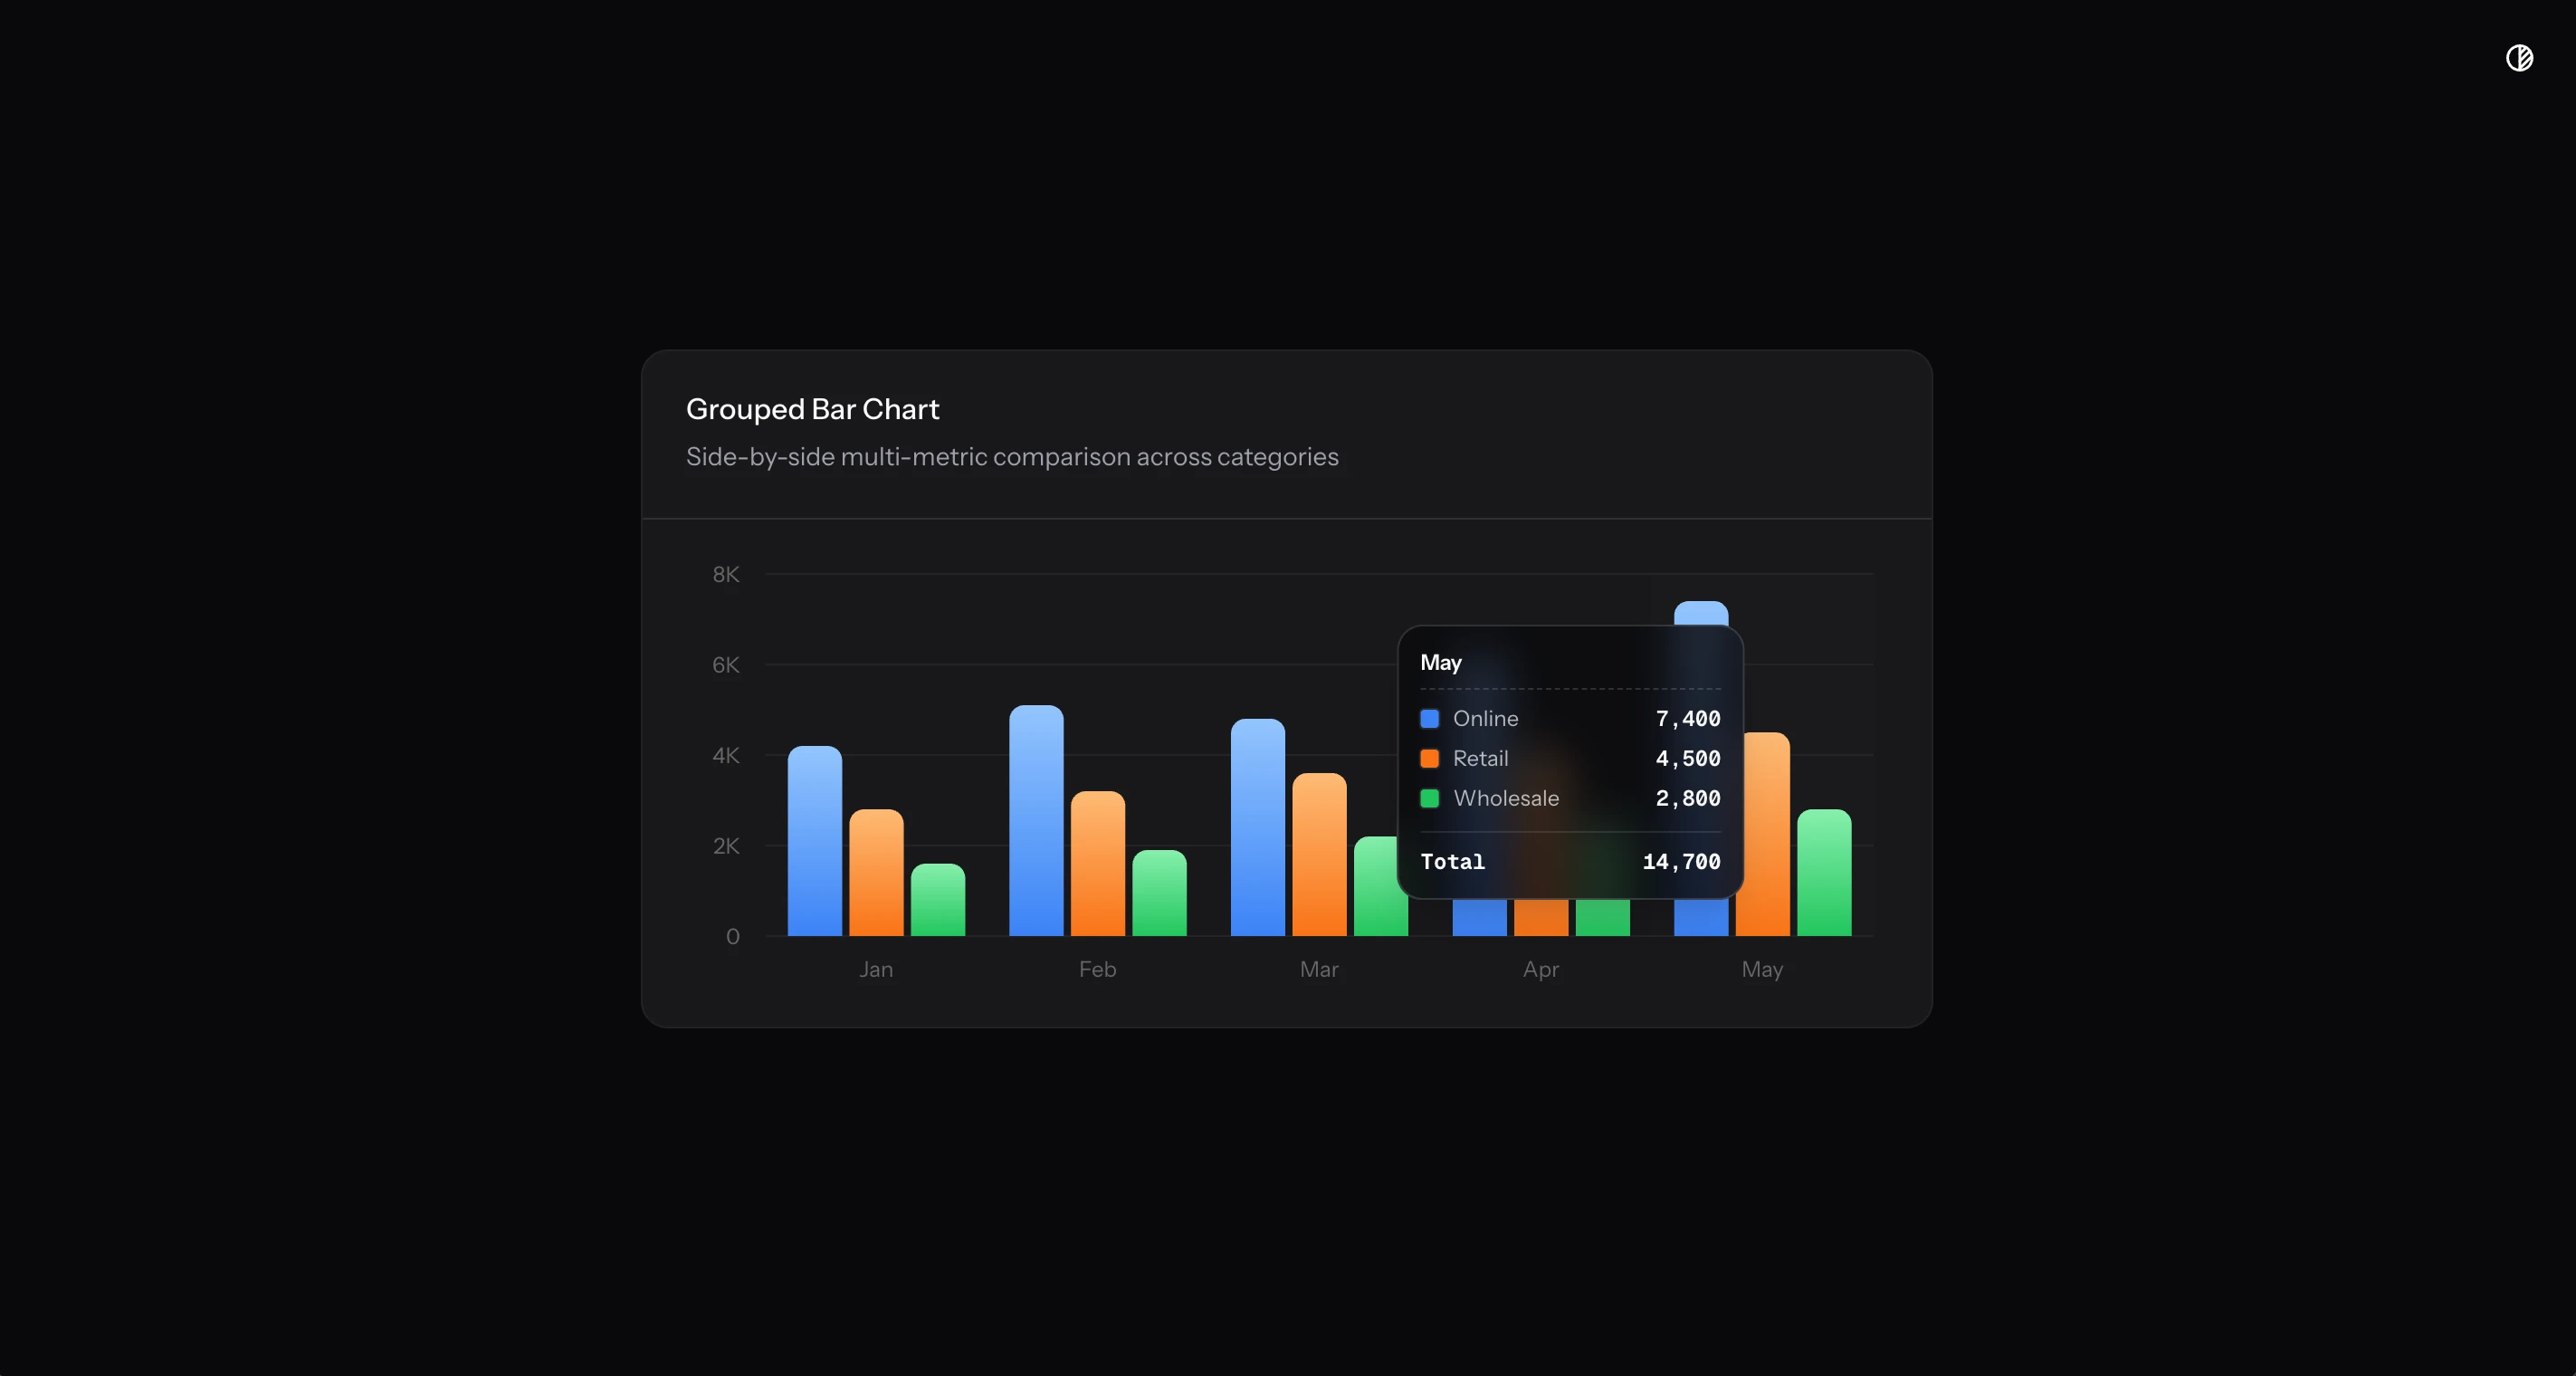 Grouped Bar Chart
Side-by-side multi-metric comparison across categories
8K
6K
4K
2K
0
May
Online 7,400
Retail 4,500
Wholesale 2,800
Total 14,700
Jan Feb Mar Apr May